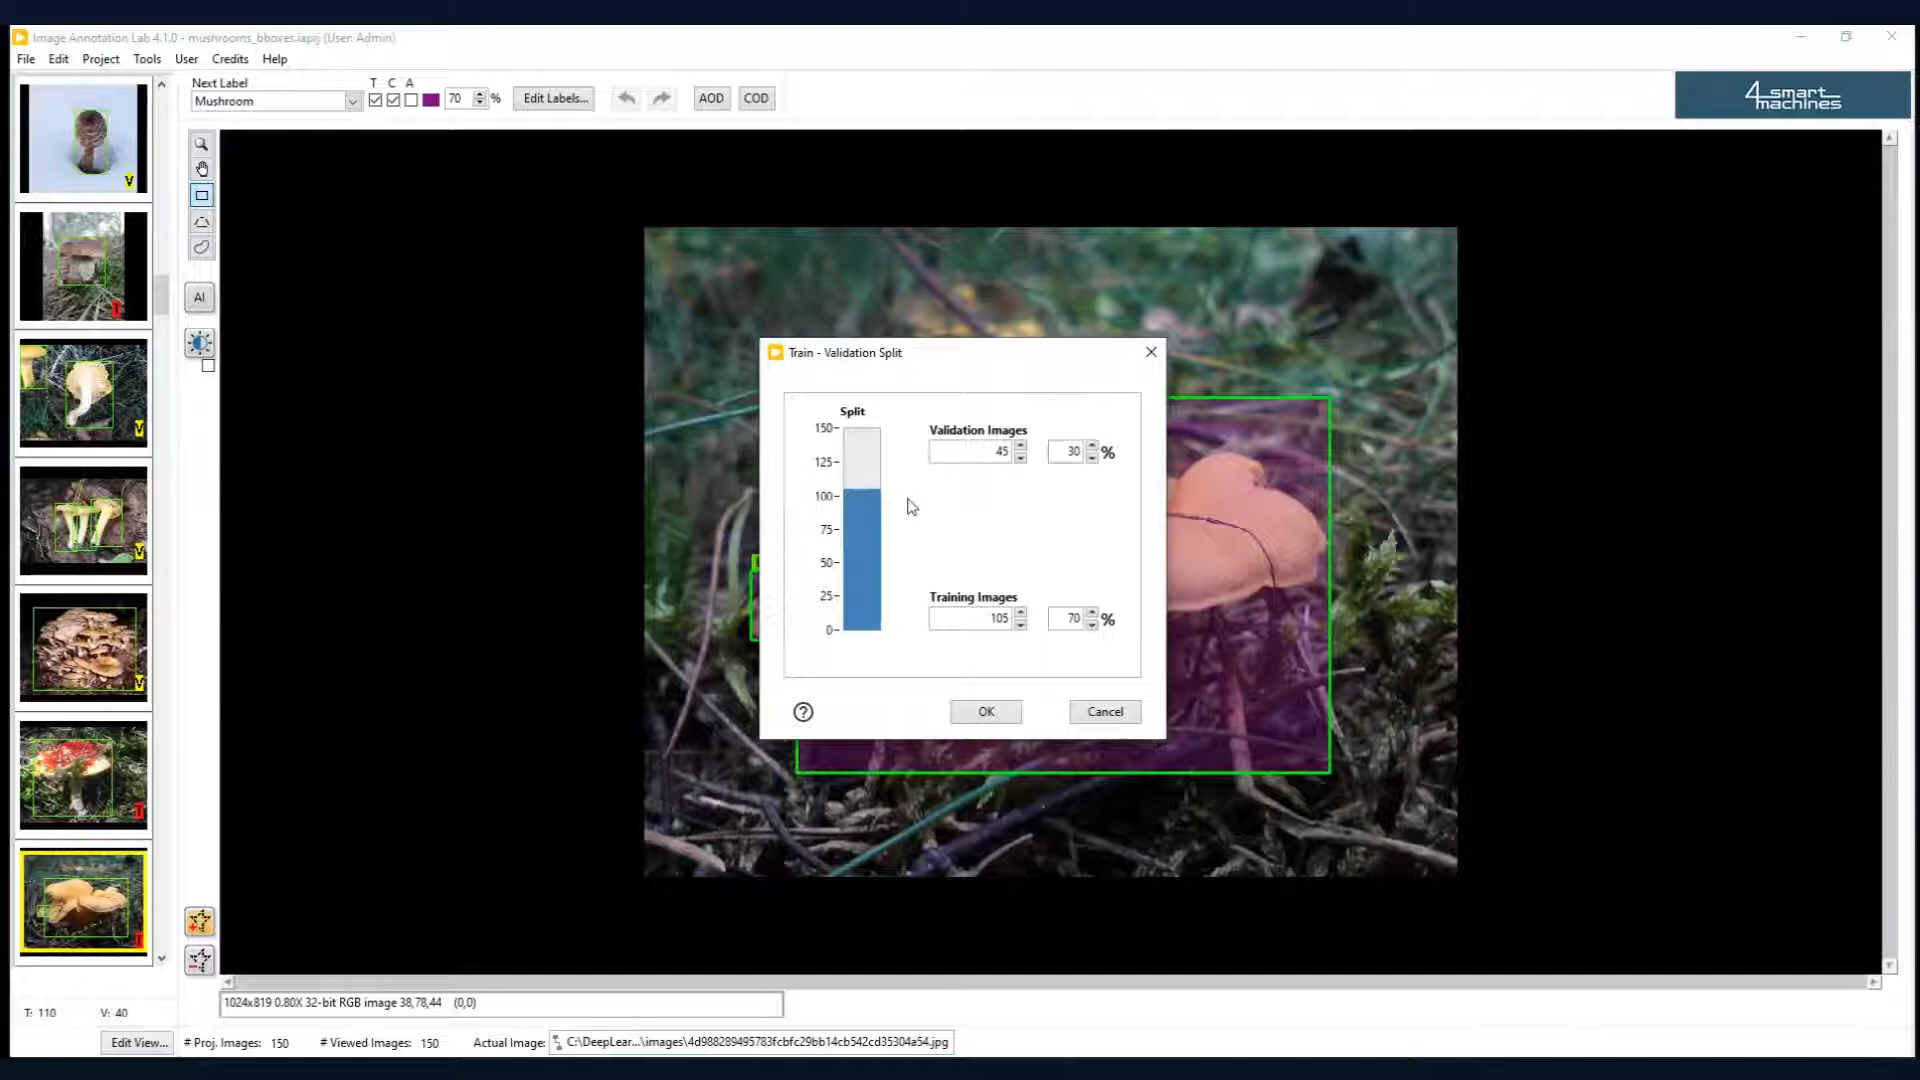 Image Annotation Lab 4.1.0 - mushrooms_bboxes.iaprj (User: Admin)
File Edit Project Tools User Credits Help
Next Label T C A
Mushroom 70 % Edit Labels... AOD COD
4smart machines
AI
V
T
V
V
V
T
T
Train - Validation Split
Split
150
125
100
75
50
25
0
Validation Images
45 30 %
Training Images
105 70 %
OK Cancel
1024x819 0.80X 32-bit RGB image 38,78,44 (0,0)
T: 110 V: 40
Edit View... # Proj. Images: 150 # Viewed Images: 150 Actual Image: C:\DeepLear...\images\4d988289495783fcbfc29bb14cb542cd35304a54.jpg